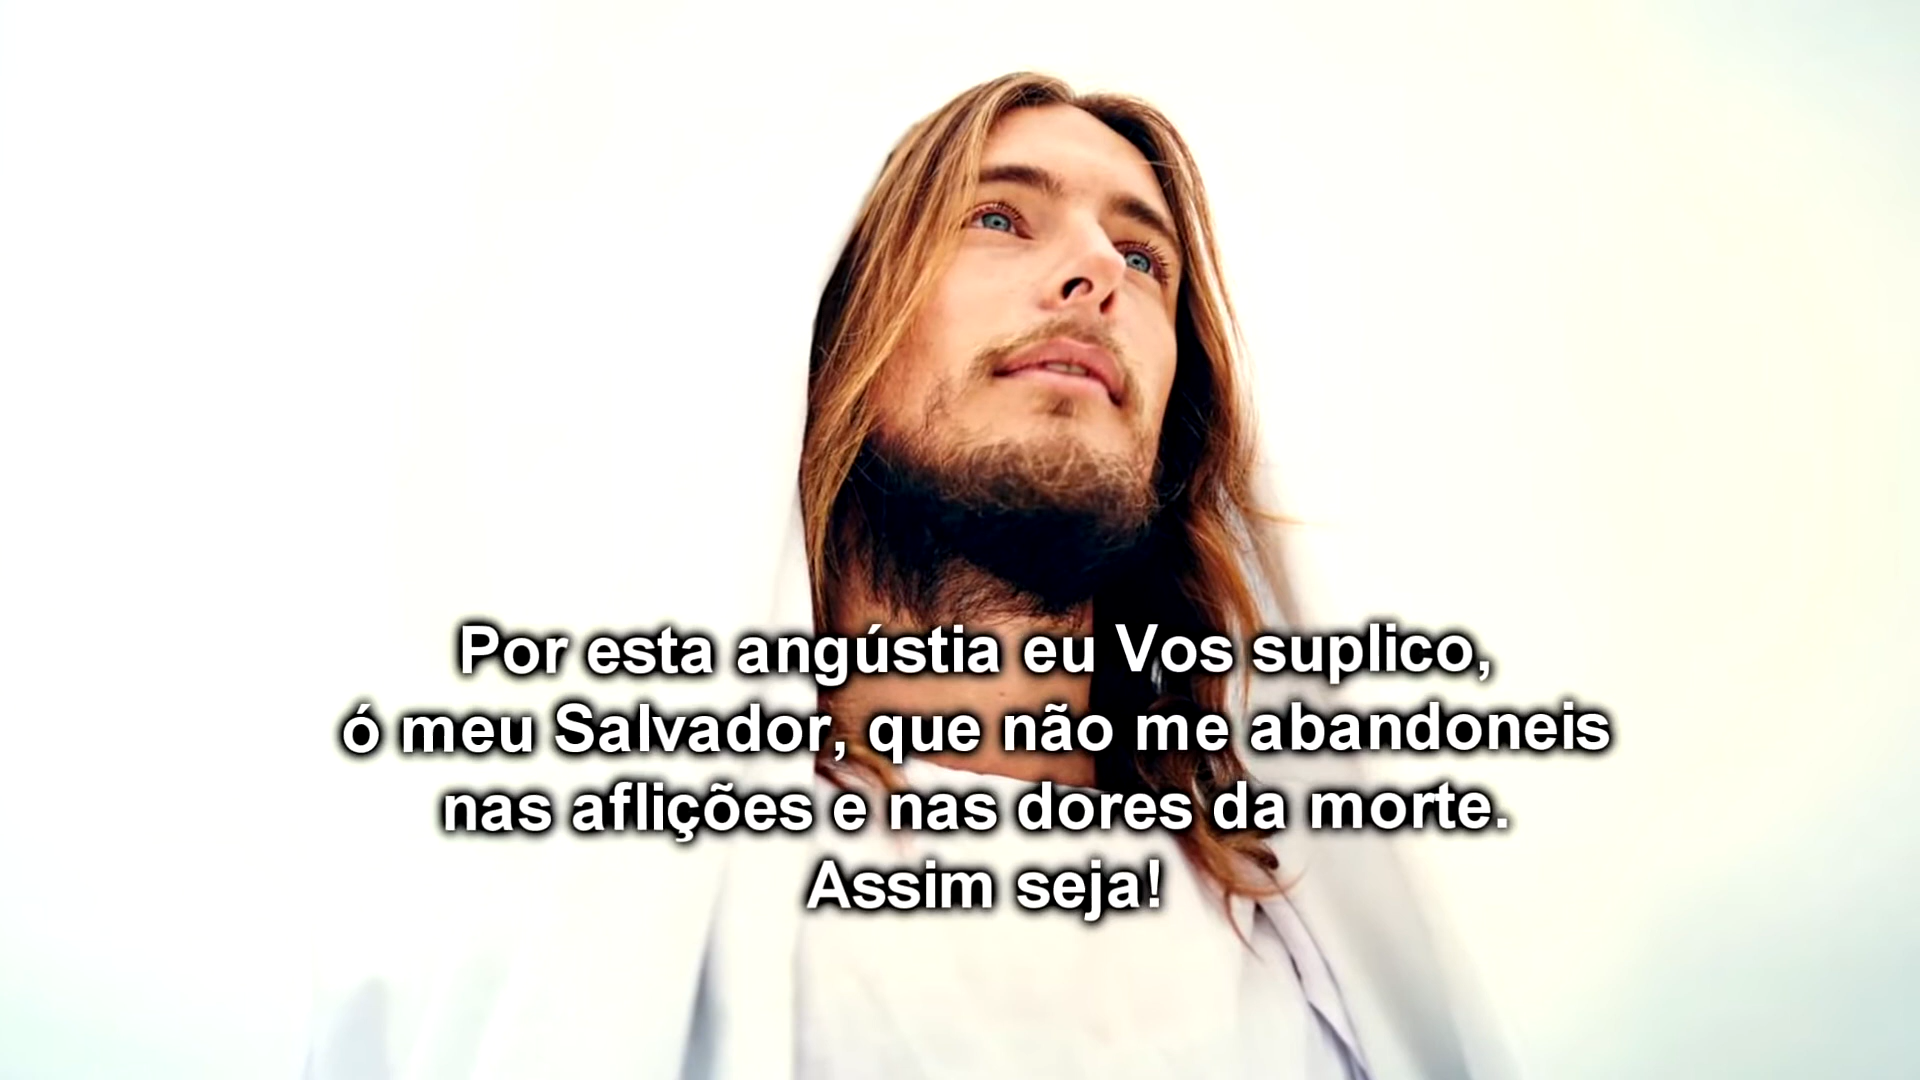 Por esta angústia eu Vos suplico,
ó meu Salvador, que não me abandoneis
nas aflições e nas dores da morte.
Assim seja!